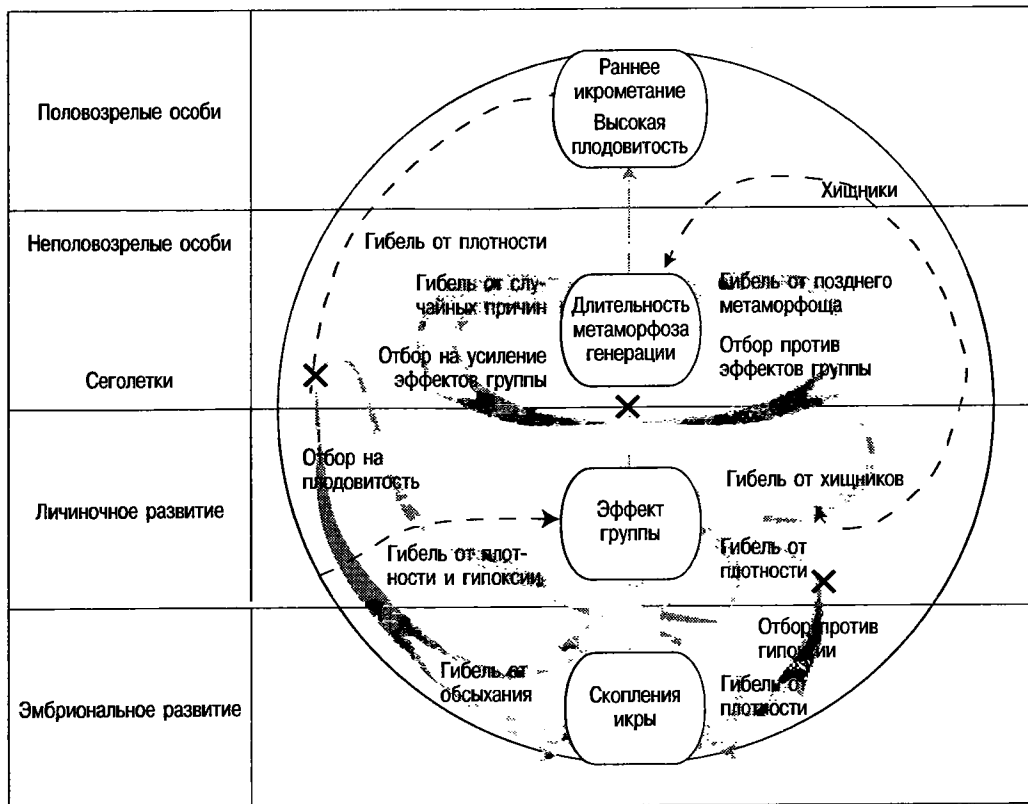 Половозрелые особи
Раннее
икрометание
Высокая
плодовитость
Хищники
Неполовозрелые особи
Гибель от плотности
Гибель от слу-
чайных причин
Длительность
метаморфоза
генерации
Гибель от позднего
метаморфоща
Сеголетки
Отбор на усиление
эффектов группы
Отбор против
эффектов группы
Личиночное развитие
Отбор на
плодовитость
Гибель от плот-
ности и гипоксии
Эффект
группы
Гибель от хищников
Гибель от
плотности
Эмбриональное развитие
Гибель от
обсыхания
Скопления
икры
Отбор против
гипоксии
Гибель от
плотности